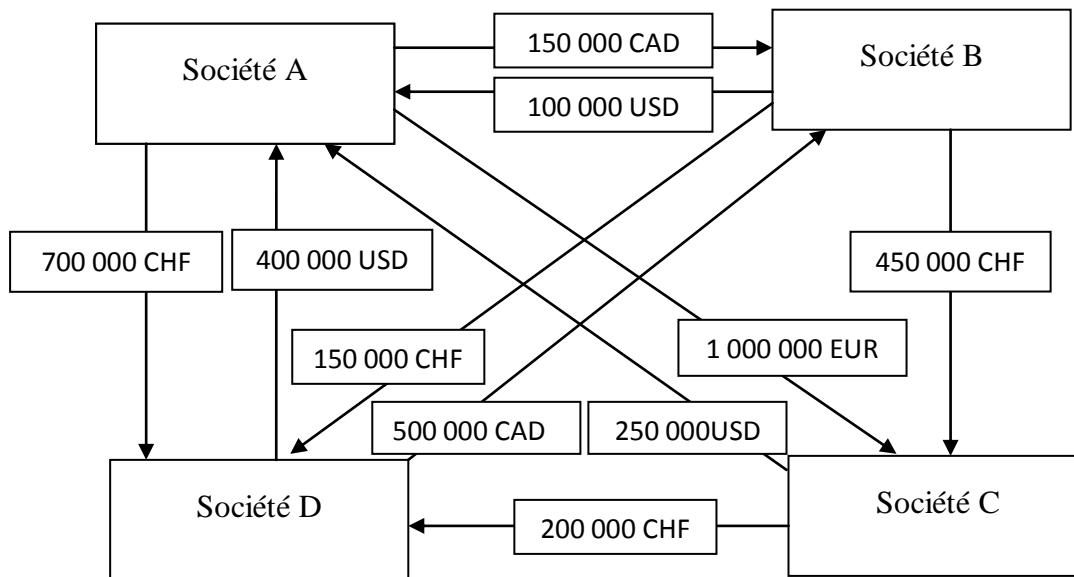 Société A
150 000 CAD
Société B
100 000 USD
700 000 CHF
400 000 USD
450 000 CHF
150 000 CHF
1 000 000 EUR
500 000 CAD
250 000USD
Société D
200 000 CHF
Société C